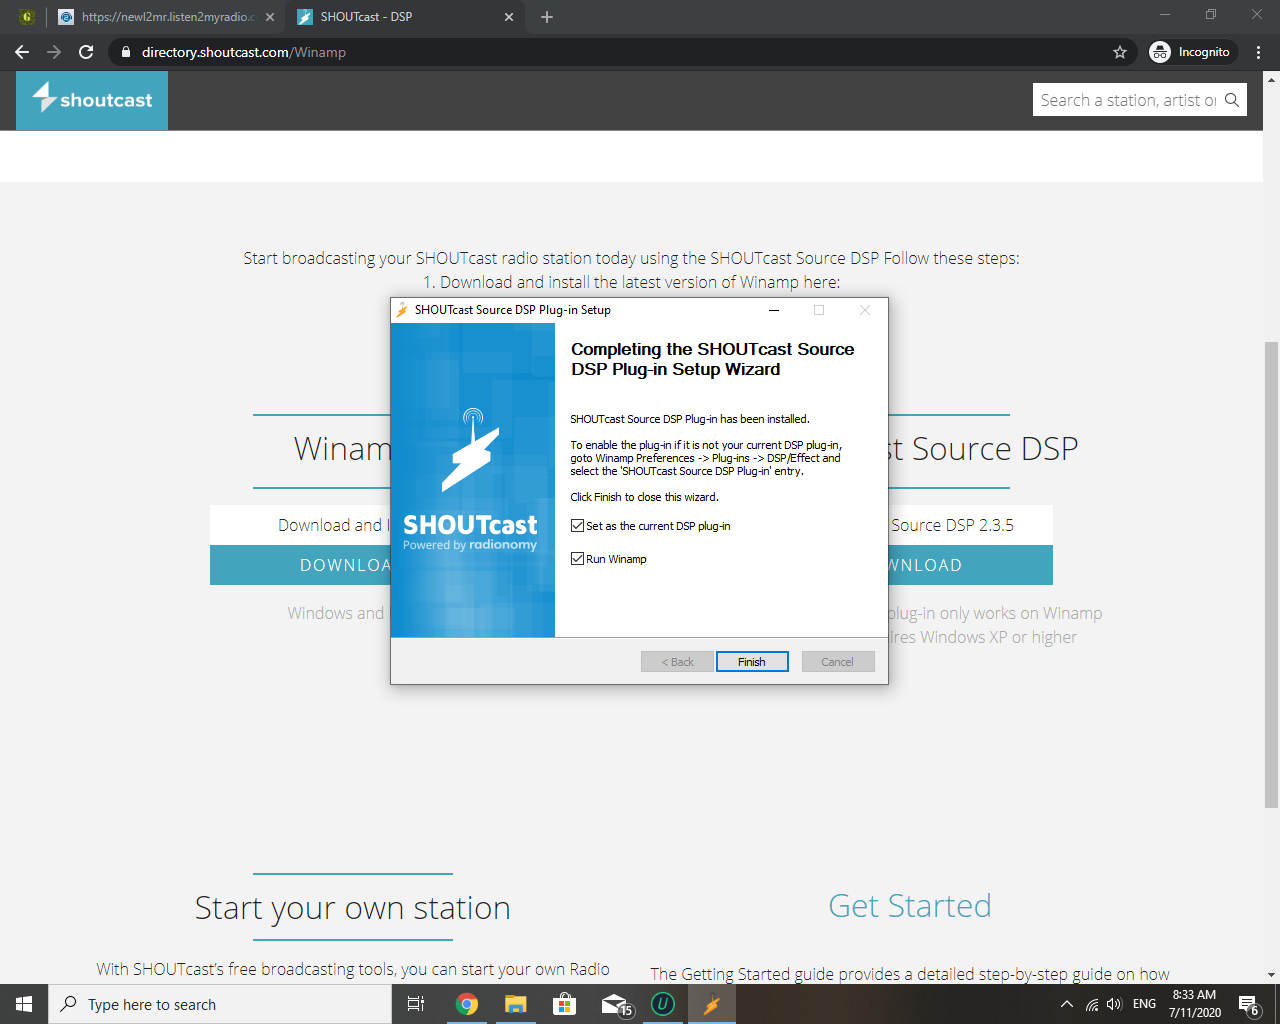 https://newl2mr.listen2myradio.c
SHOUTcast - DSP
directory.shoutcast.com/Winamp
Incognito
shoutcast
Search a station, artist or
Start broadcasting your SHOUTcast radio station today using the SHOUTcast Source DSP Follow these steps:
1. Download and install the latest version of Winamp here:
SHOUTcast Source DSP Plug-in Setup
Completing the SHOUTcast Source
DSP Plug-in Setup Wizard
SHOUTcast Source DSP Plug-in has been installed.
To enable the plug-in if it is not your current DSP plug-in,
goto Winamp Preferences -> Plug-ins -> DSP/Effect and
select the 'SHOUTcast Source DSP Plug-in' entry.
Click Finish to close this wizard.
Set as the current DSP plug-in
Run Winamp
SHOUTcast
Powered by radionomy
< Back
Finish
Cancel
Winamp
st Source DSP
Download and I
Source DSP 2.3.5
DOWNLOA
WNLOAD
Windows and
plug-in only works on Winamp
ires Windows XP or higher
Start your own station
Get Started
With SHOUTcast's free broadcasting tools, you can start your own Radio
The Getting Started guide provides a detailed step-by-step guide on how
Type here to search
15
U
ENG
8:33 AM
7/11/2020
6